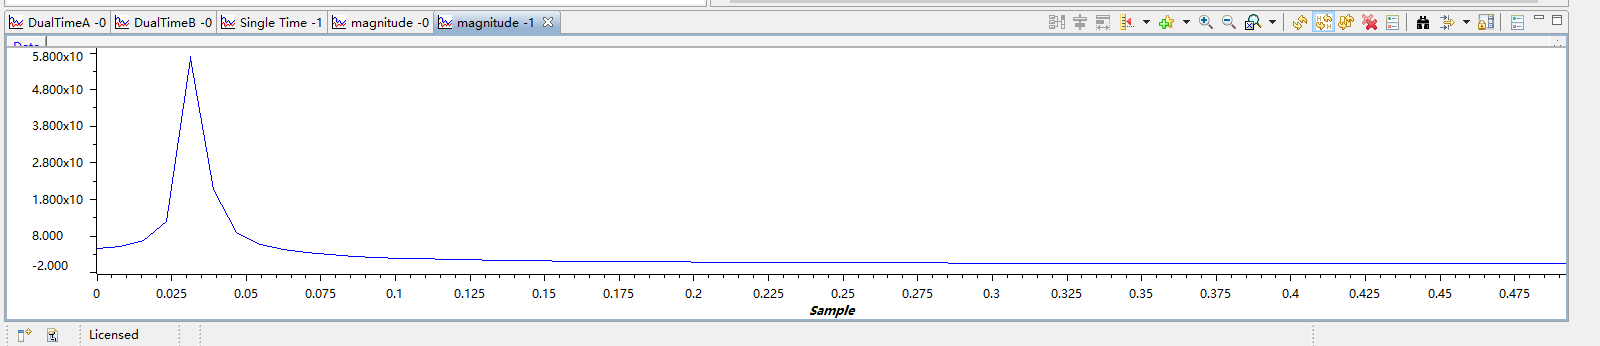 DualTimeA -0 DualTimeB -0 Single Time -1 magnitude -0 magnitude -1
5.800x10
4.800x10
3.800x10
2.800x10
1.800x10
8.000
-2.000
0 0.025 0.05 0.075 0.1 0.125 0.15 0.175 0.2 0.225 0.25 0.275 0.3 0.325 0.35 0.375 0.4 0.425 0.45 0.475
Sample
Licensed